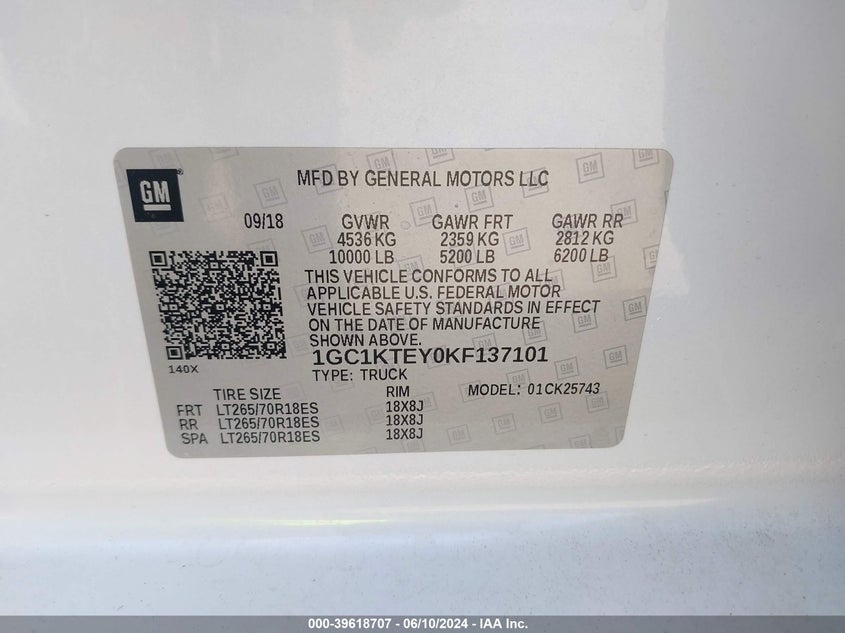 GM
MFD BY GENERAL MOTORS LLC
09/18 GVWR GAWR FRT GAWR RR
4536 KG 2359 KG 2812 KG
10000 LB 5200 LB 6200 LB
THIS VEHICLE CONFORMS TO ALL
APPLICABLE U.S. FEDERAL MOTOR
VEHICLE SAFETY STANDARDS IN EFFECT
ON THE DATE OF MANUFACTURE
SHOWN ABOVE.
140X
1GC1KTEY0KF137101
TYPE: TRUCK
MODEL: 01CK25743
TIRE SIZE RIM
FRT LT265/70R18ES 18X8J
RR LT265/70R18ES 18X8J
SPA LT265/70R18ES 18X8J
000-39618707 - 06/10/2024 - IAA Inc.